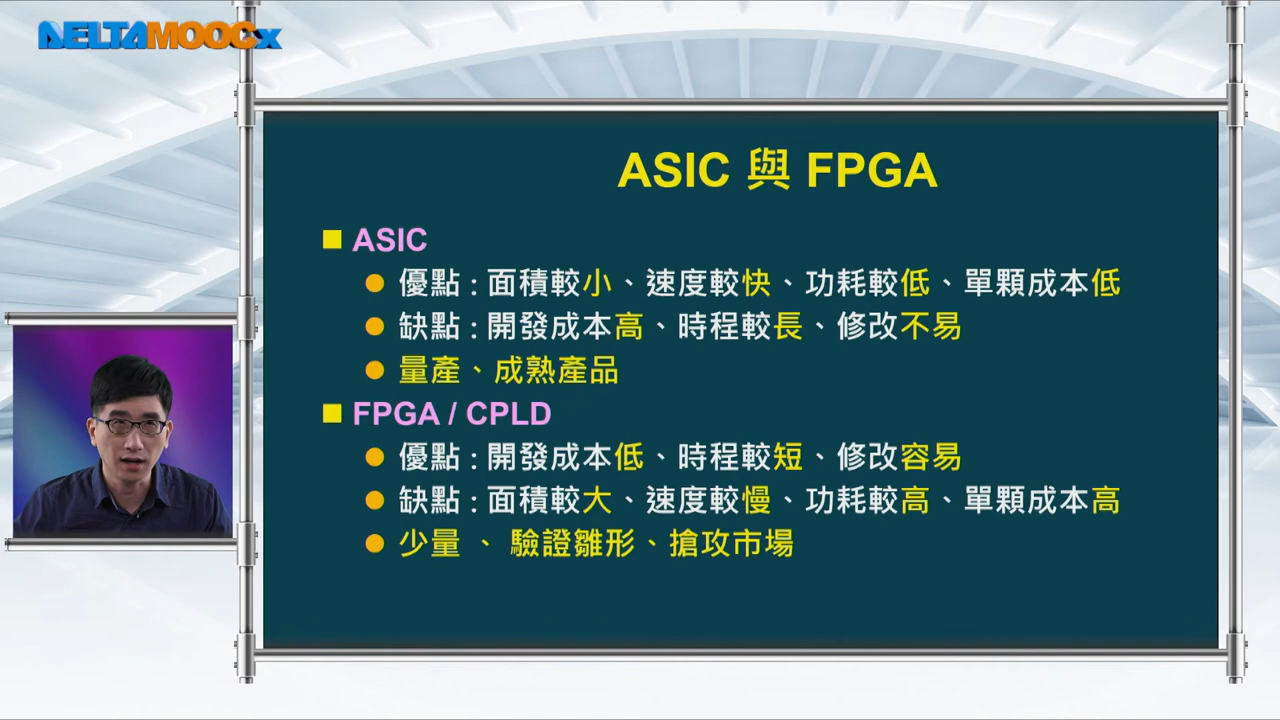 DELTAMOOCx
ASIC 與 FPGA
ASIC
優點 : 面積較小、速度較快、功耗較低、單顆成本低
缺點 : 開發成本高、時程較長、修改不易
量產、成熟產品
FPGA / CPLD
優點 : 開發成本低、時程較短、修改容易
缺點 : 面積較大、速度較慢、功耗較高、單顆成本高
少量 、 驗證雛形、搶攻市場